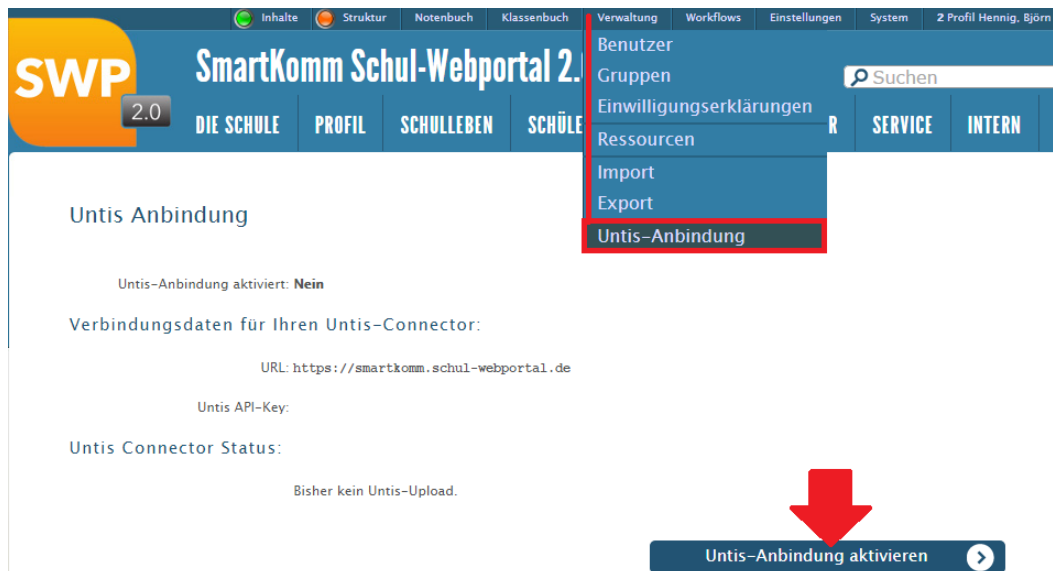 Inhalte Struktur Notenbuch Klassenbuch Verwaltung Workflows Einstellungen System 2 Profil Hennig, Björn
SWP 2.0
SmartKomm Schul-Webportal 2.
Suchen
DIE SCHULE PROFIL SCHULLEBEN SCHÜLE R SERVICE INTERN
Benutzer
Gruppen
Einwilligungserklärungen
Ressourcen
Import
Export
Untis-Anbindung
Untis Anbindung
Untis-Anbindung aktiviert: Nein
Verbindungsdaten für Ihren Untis-Connector:
URL: https://smartkomm.schul-webportal.de
Untis API-Key:
Untis Connector Status:
Bisher kein Untis-Upload.
Untis-Anbindung aktivieren